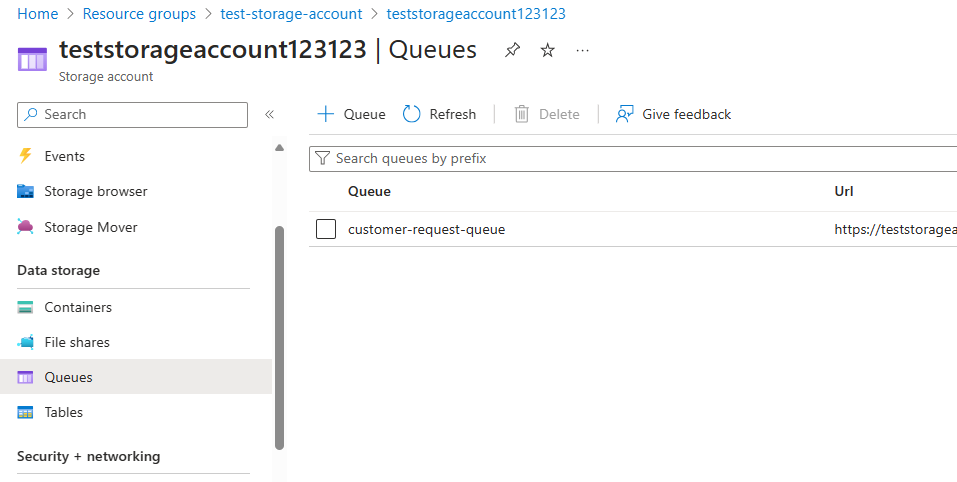 Home > Resource groups > test-storage-account > teststorageaccount123123
teststorageaccount123123 | Queues
Storage account
Search
Queue
Refresh
Delete
Give feedback
Events
Storage browser
Storage Mover
Data storage
Containers
File shares
Queues
Tables
Security + networking
Search queues by prefix
Queue Url
customer-request-queue https://teststoragea